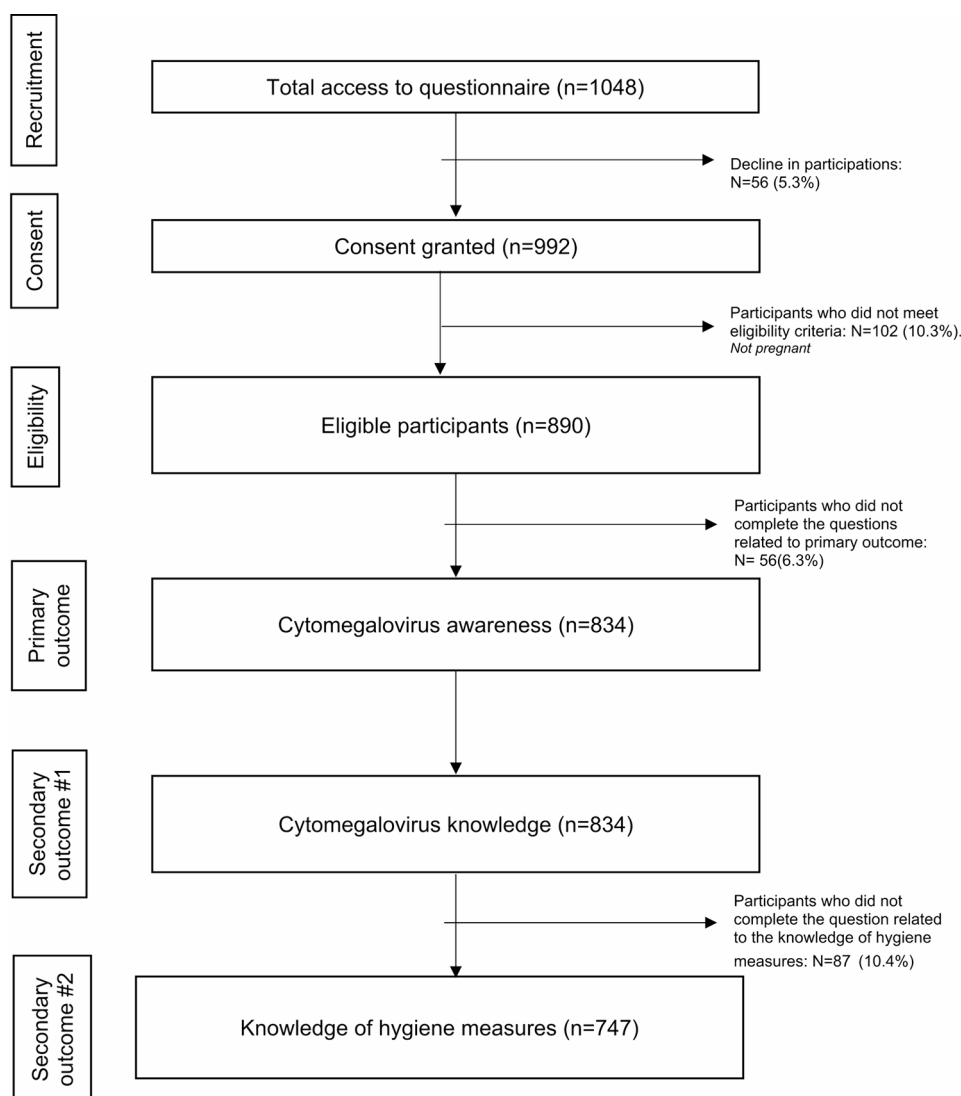 Recruitment
Total access to questionnaire (n=1048)
Decline in participations:
N=56 (5.3%)
Consent
Consent granted (n=992)
Participants who did not meet
eligibility criteria: N=102 (10.3%).
Not pregnant
Eligibility
Eligible participants (n=890)
Participants who did not
complete the questions
related to primary outcome:
N= 56(6.3%)
Primary
outcome
Cytomegalovirus awareness (n=834)
Secondary
outcome #1
Cytomegalovirus knowledge (n=834)
Participants who did not
complete the question related
to the knowledge of hygiene
measures: N=87 (10.4%)
Secondary
outcome #2
Knowledge of hygiene measures (n=747)